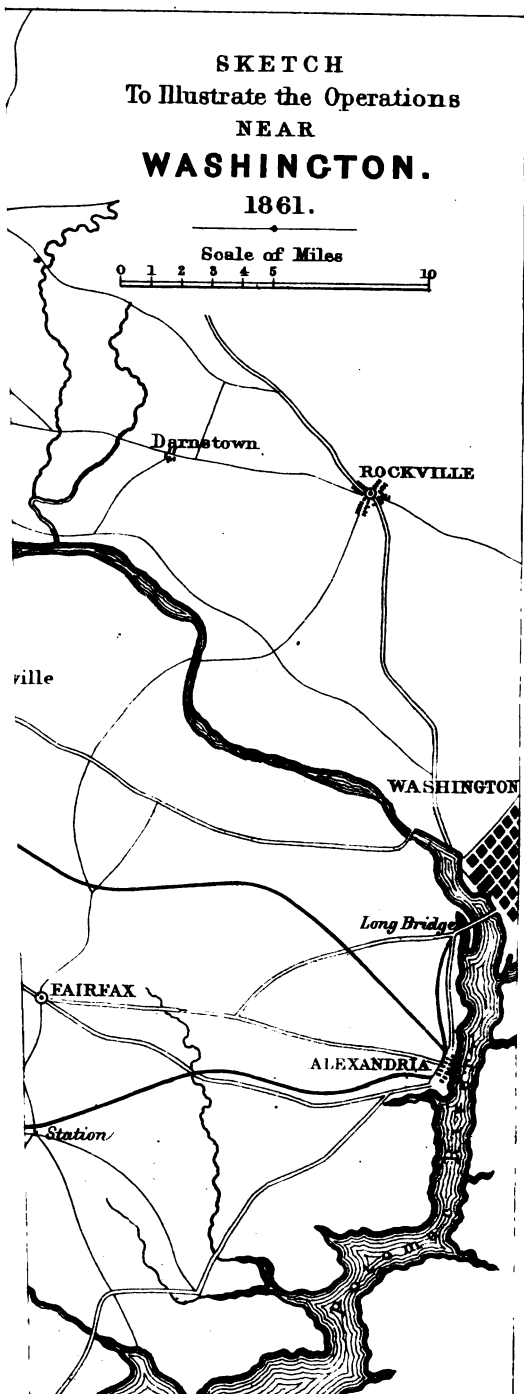 SKETCH
To Illustrate the Operations
NEAR
WASHINGTON.
1861.
Scale of Miles
0 1 2 3 4 5 10
Darnstown
ROCKVILLE
ville
WASHINGTON
Long Bridge
FAIRFAX
ALEXANDRIA
Station